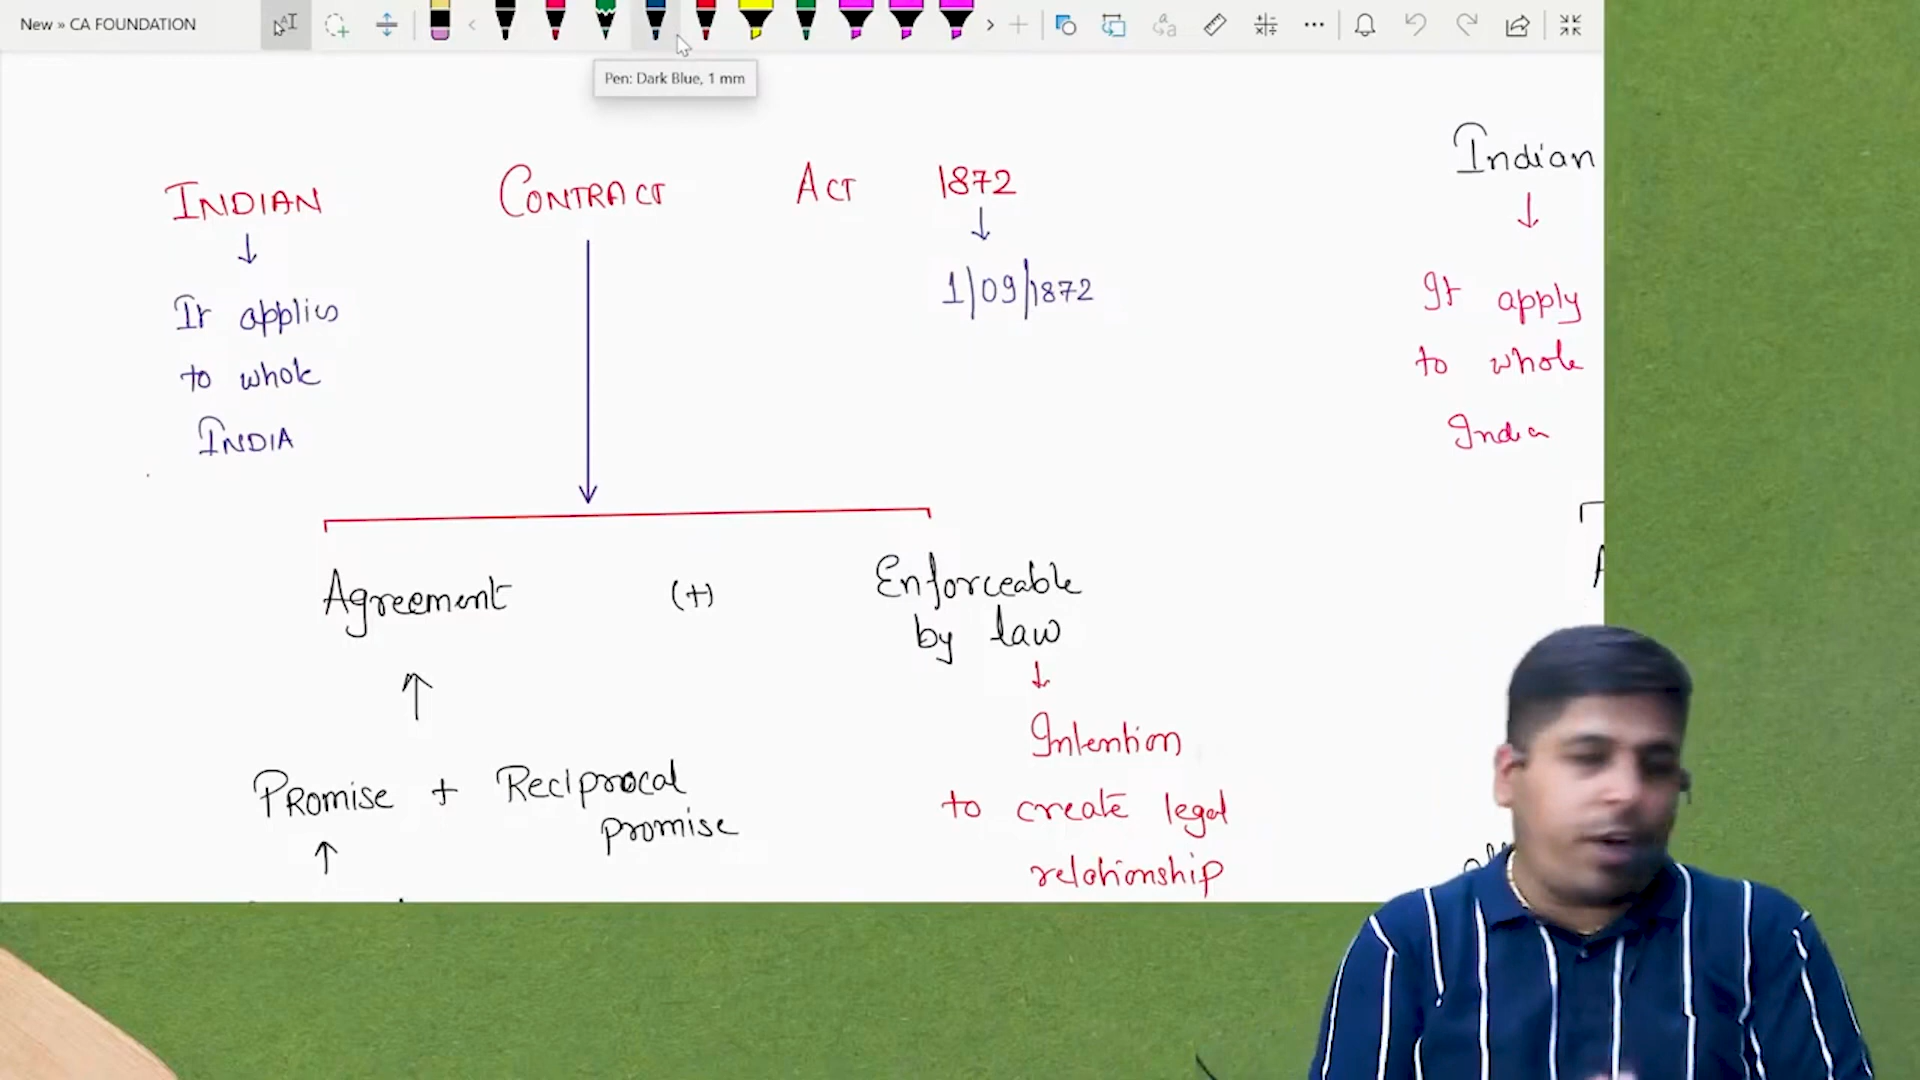 New » CA FOUNDATION
Pen: Dark Blue, 1 mm
INDIAN CONTRACT ACT 1872
1/09/1872
It applies
to whole
INDIA
Agreement (+) Enforceable
by law
Intention
to create legal
relationship
PROMISE + Reciprocal
promise
Indian
It apply
to whole
India